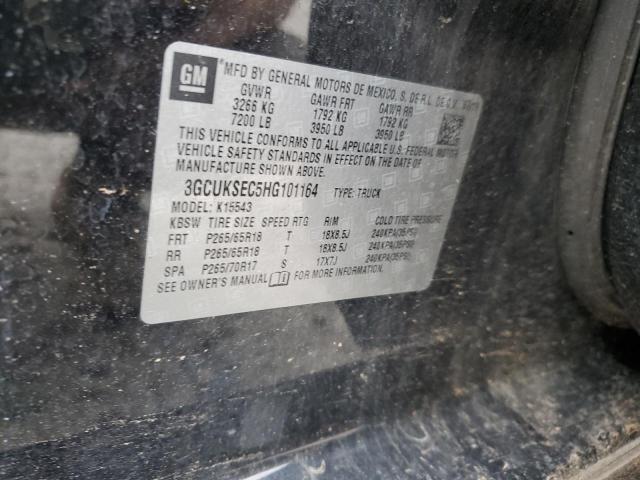 GM
MFD BY GENERAL MOTORS DE MEXICO, S. DE R.L. DE C.V.
GVWR GAWR FRT GAWR RR
3266 KG 1792 KG 1792 KG
7200 LB 3950 LB 3950 LB
THIS VEHICLE CONFORMS TO ALL APPLICABLE U.S. FEDERAL MOTOR
VEHICLE SAFETY STANDARDS IN EFFECT ON THE DATE OF
MANUFACTURE SHOWN ABOVE.
3GCUKSEC5HG101164 TYPE: TRUCK
MODEL: K15543
KBSW TIRE SIZE SPEED RTG RIM COLD TIRE PRESSURE
FRT P265/65R18 T 18X8.5J 240KPA(35PSI)
RR P265/65R18 T 18X8.5J 240KPA(35PSI)
SPA P265/70R17 S 17X7J 240KPA(35PSI)
SEE OWNER'S MANUAL FOR MORE INFORMATION.